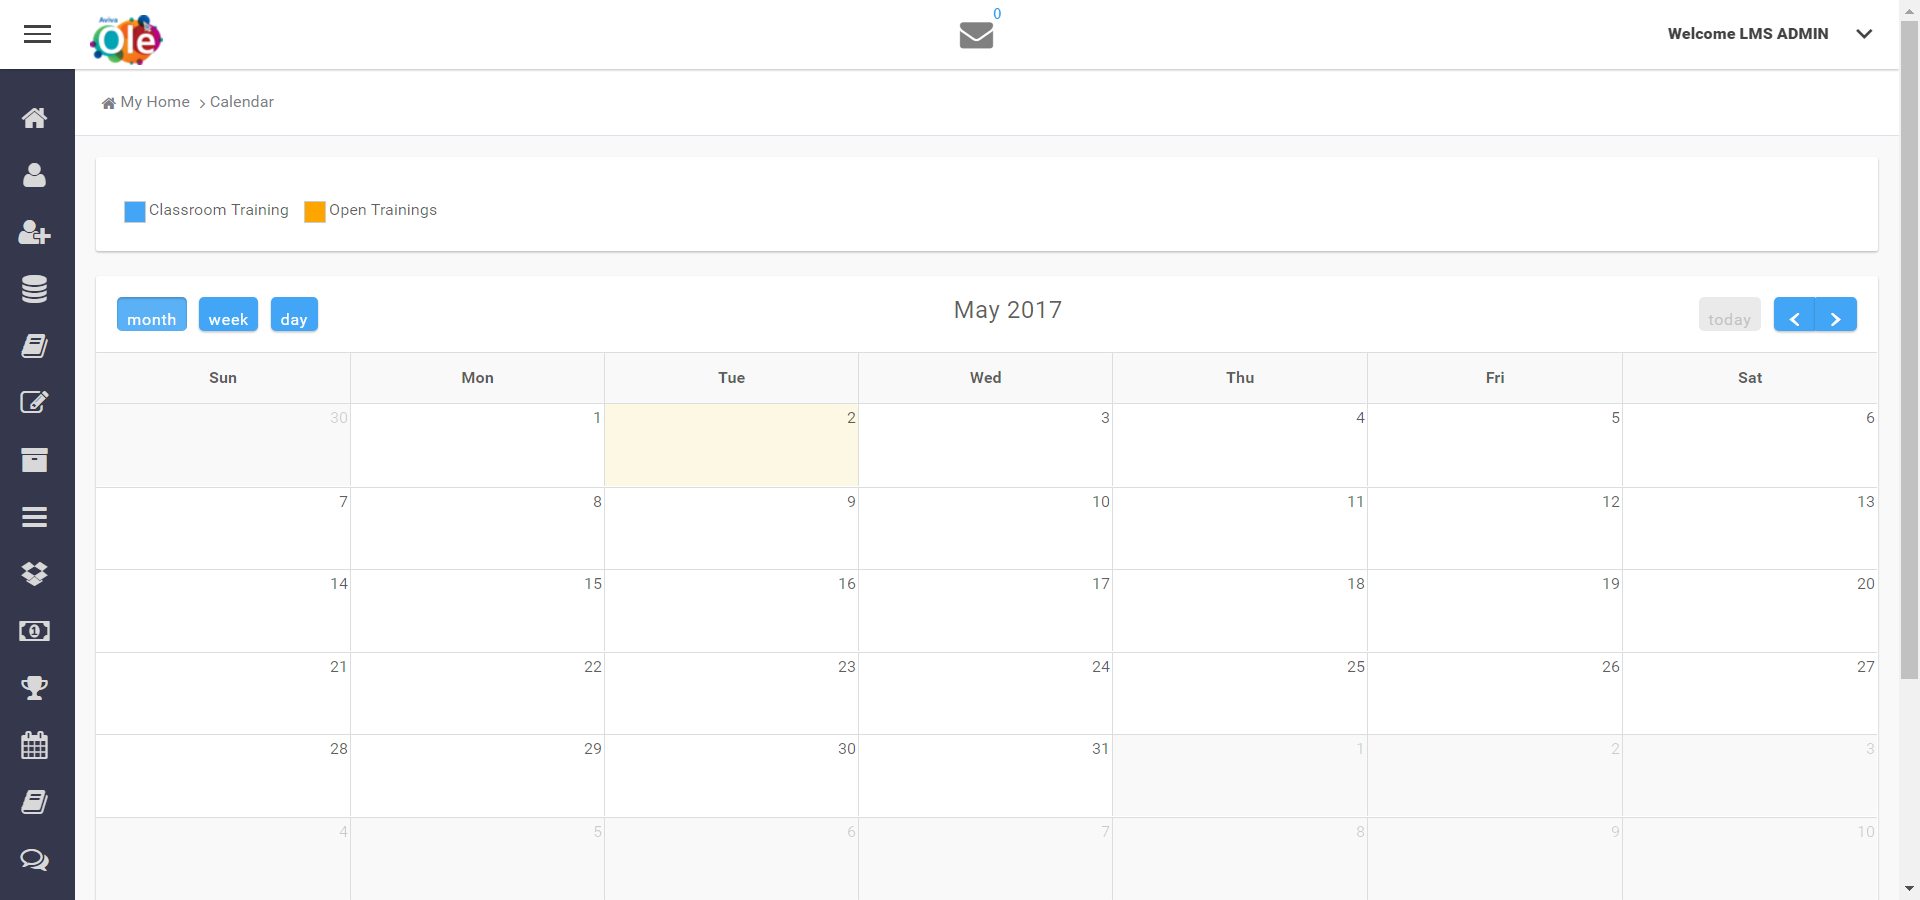 Aviva
Ole
0
Welcome LMS ADMIN
My Home > Calendar
Classroom Training Open Trainings
month week day
May 2017
today
Sun Mon Tue Wed Thu Fri Sat
30 1 2 3 4 5 6
7 8 9 10 11 12 13
14 15 16 17 18 19 20
21 22 23 24 25 26 27
28 29 30 31 1 2 3
4 5 6 7 8 9 10